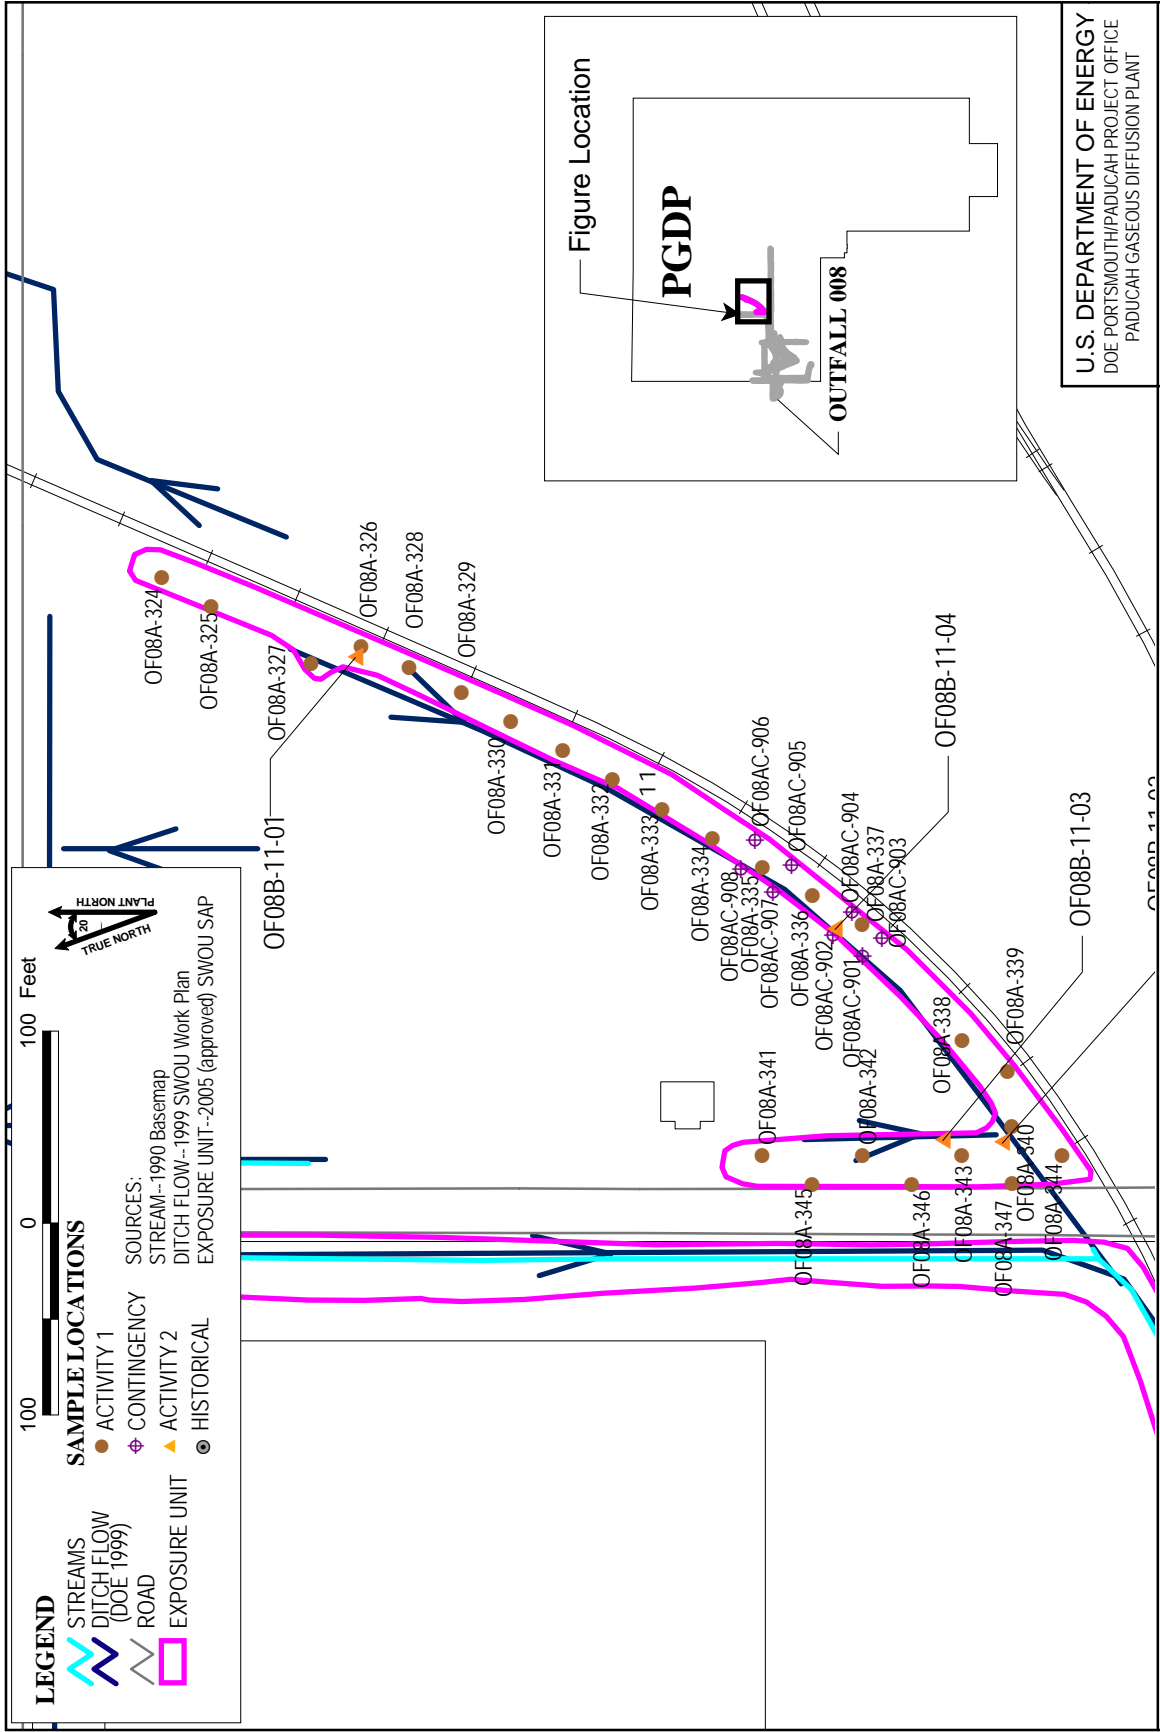 LEGEND
STREAMS
DITCH FLOW
(DOE 1999)
ROAD
EXPOSURE UNIT
100 0 100 Feet
SAMPLE LOCATIONS
ACTIVITY 1
CONTINGENCY
ACTIVITY 2
HISTORICAL
SOURCES:
STREAM--1990 Basemap
DITCH FLOW--1999 SWOU Work Plan
EXPOSURE UNIT--2005 (approved) SWOU SAP
PLANT NORTH
20
TRUE NORTH
OF08B-11-01
OF08A-324
OF08A-325
OF08A-327
OF08A-326
OF08A-328
OF08A-329
OF08A-330
OF08A-331
OF08A-332
OF08A-333
11
OF08A-334
OF08AC-908
OF08A-335
OF08AC-907
OF08A-336
OF08AC-902
OF08AC-901
OF08AC-906
OF08AC-905
OF08AC-904
OF08A-337
OF08AC-903
OF08B-11-04
OF08A-338
OF08A-339
OF08B-11-03
OF08A-341
OF08A-342
OF08A-340
OF08A-343
OF08A-344
OF08A-345
OF08A-346
OF08A-347
Figure Location
PGDP
OUTFALL 008
U.S. DEPARTMENT OF ENERGY
DOE PORTSMOUTH/PADUCAH PROJECT OFFICE
PADUCAH GASEOUS DIFFUSION PLANT